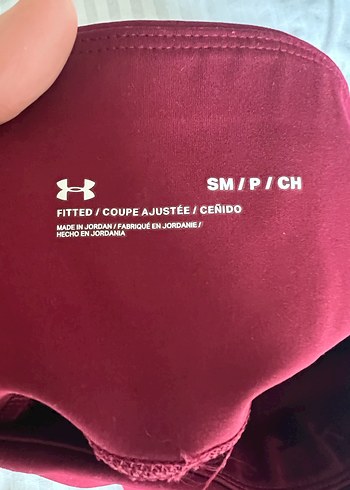 SM / P / CH
FITTED / COUPE AJUSTÉE / CEÑIDO
MADE IN JORDAN / FABRIQUÉ EN JORDANIE /
HECHO EN JORDANIA